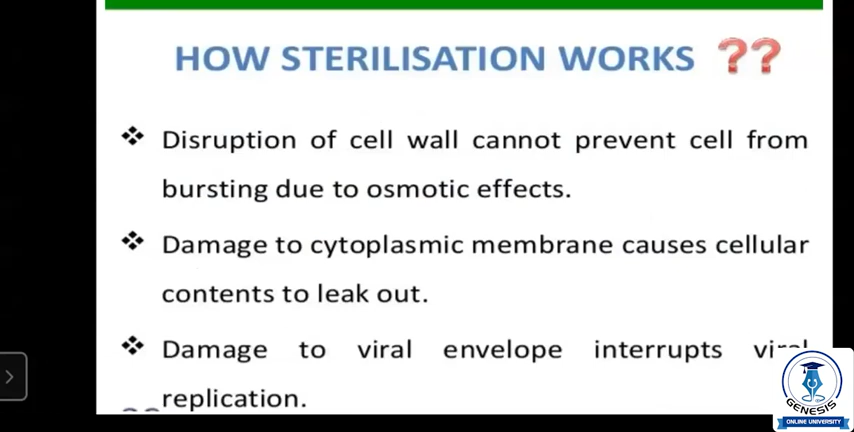 HOW STERILISATION WORKS ??
❖ Disruption of cell wall cannot prevent cell from
bursting due to osmotic effects.
❖ Damage to cytoplasmic membrane causes cellular
contents to leak out.
❖ Damage to viral envelope interrupts viral
replication.
GENESIS
ONLINE UNIVERSITY